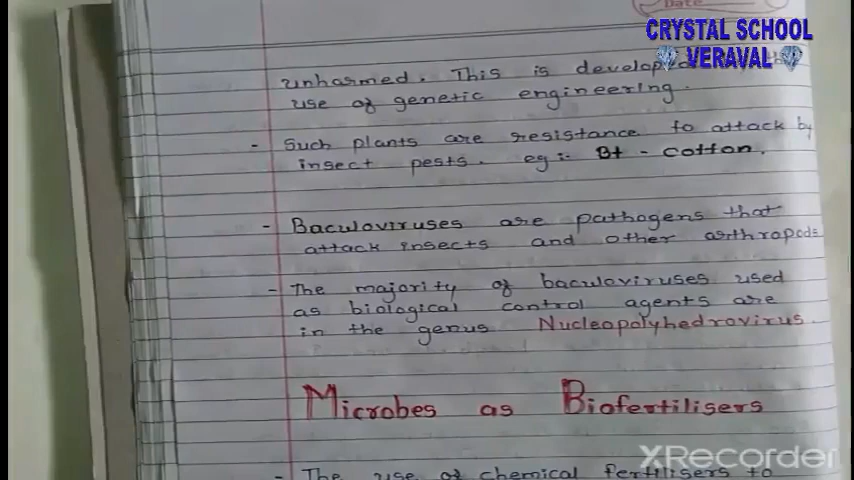 Date
CRYSTAL SCHOOL
VERAVAL
unharmed. This is
use of genetic engineering.
- Such plants are resistance to attack by
insect pests. eg:- Bt - cotton.
- Baculoviruses are pathogens that
attack insects and other arthropods
- The majority of baculoviruses used
as biological control agents are
in the genus Nucleopolyhedrovirus.
Microbes as Biofertilisers
- The use of chemical fertilisers to
XRecorder